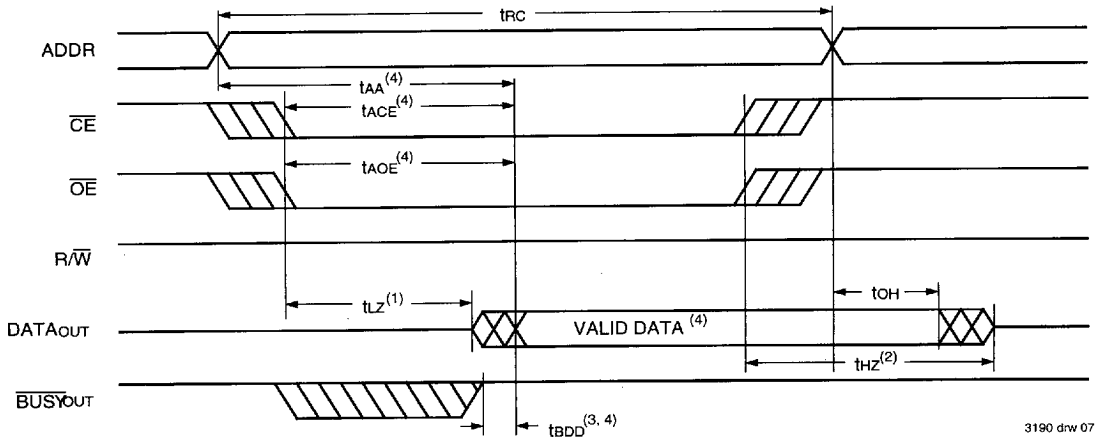 tRC
ADDR
tAA(4)
tACE(4)
CE
tAOE(4)
OE
R/W
tLZ(1)
tOH
DATAOUT
VALID DATA (4)
tHZ(2)
BUSYOUT
tBDD(3, 4)
3190 drw 07